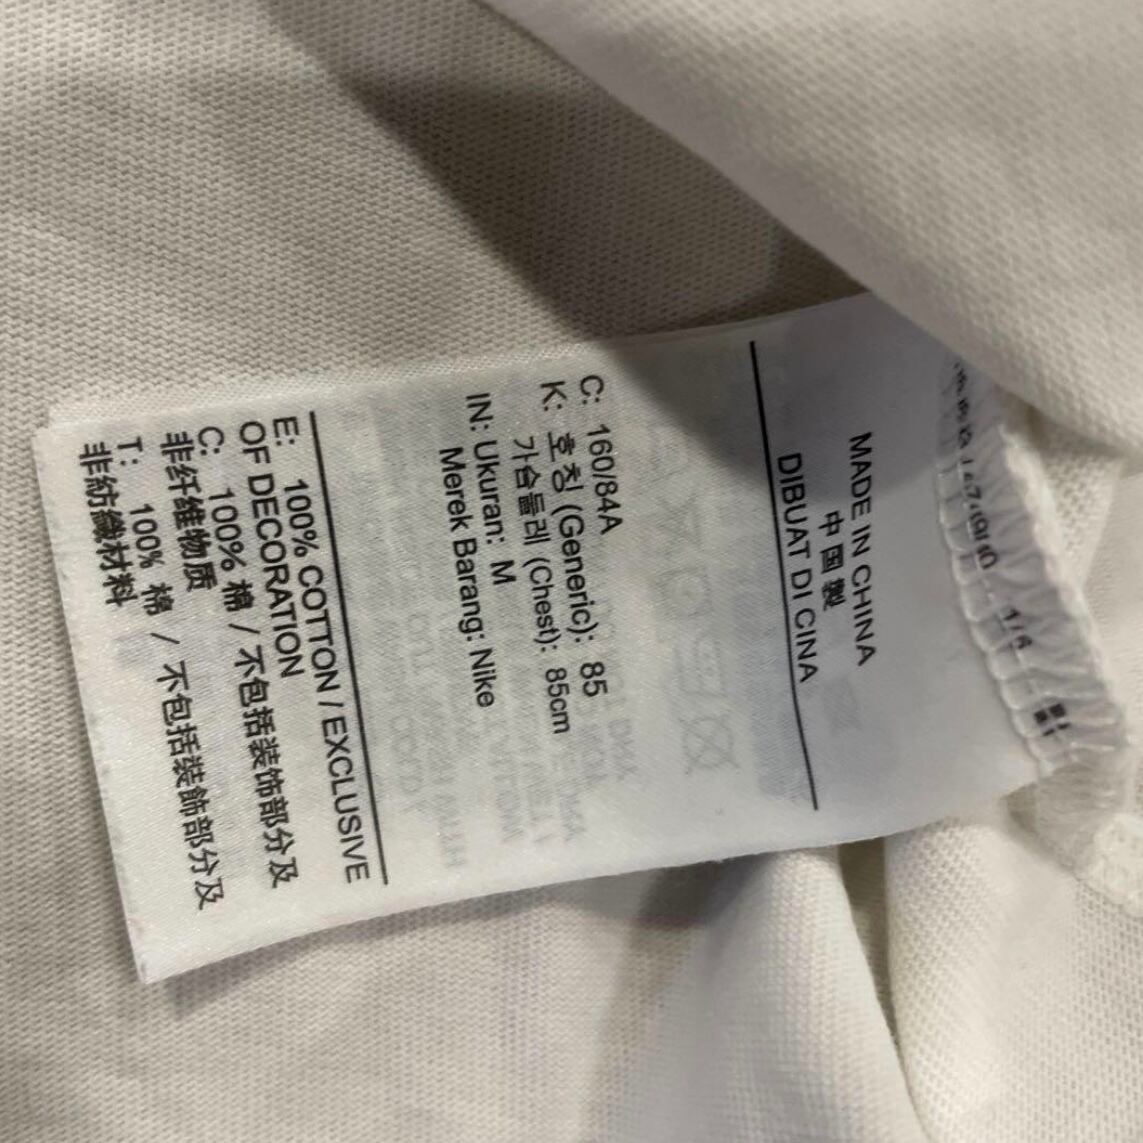 MADE IN CHINA
中国製
DIBUAT DI CINA
C: 160/84A
K: 호칭 (Generic): 85
가슴둘레 (Chest): 85cm
IN: Ukuran: M
Merek Barang: Nike
E: 100% COTTON / EXCLUSIVE
OF DECORATION
C: 100% 棉 / 不包括装饰部分及
非纤维物质
T: 100% 棉 / 不包括裝飾部分及
非紡織材料